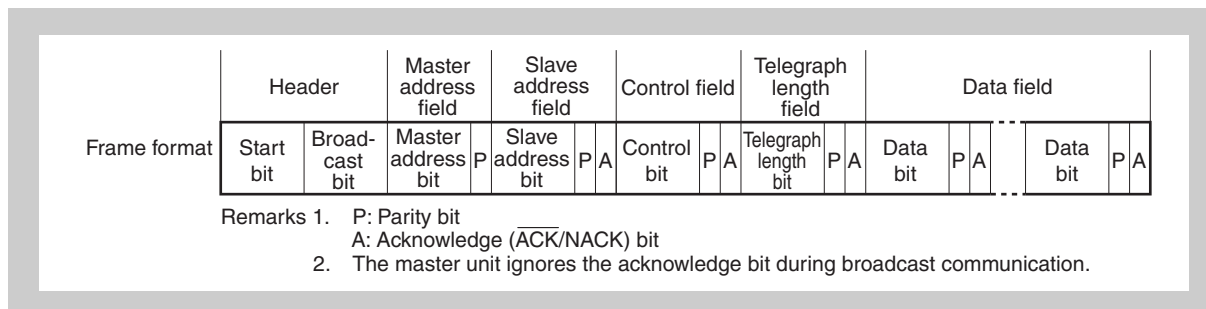 Header
Master address field
Slave address field
Control field
Telegraph length field
Data field
Frame format
Start bit
Broad-cast bit
Master address bit
P
Slave address bit
P
A
Control bit
P
A
Telegraph length bit
P
A
Data bit
P
A
Data bit
P
A
Remarks 1. P: Parity bit
A: Acknowledge (A̅C̅K̅/NACK) bit
2. The master unit ignores the acknowledge bit during broadcast communication.